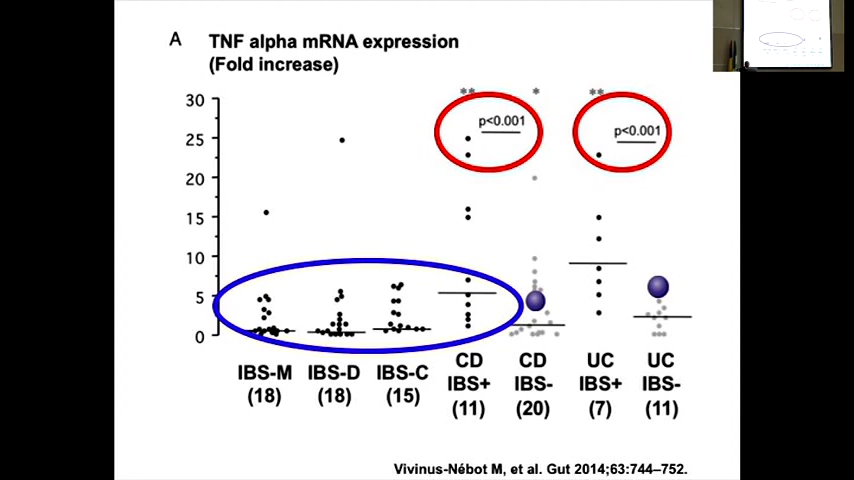 A TNF alpha mRNA expression
(Fold increase)
** * **
30
25
20
15
10
5
0
p<0.001 p<0.001
IBS-M IBS-D IBS-C CD CD UC UC
(18) (18) (15) IBS+ IBS- IBS+ IBS-
(11) (20) (7) (11)
Vivinus-Nébot M, et al. Gut 2014;63:744–752.